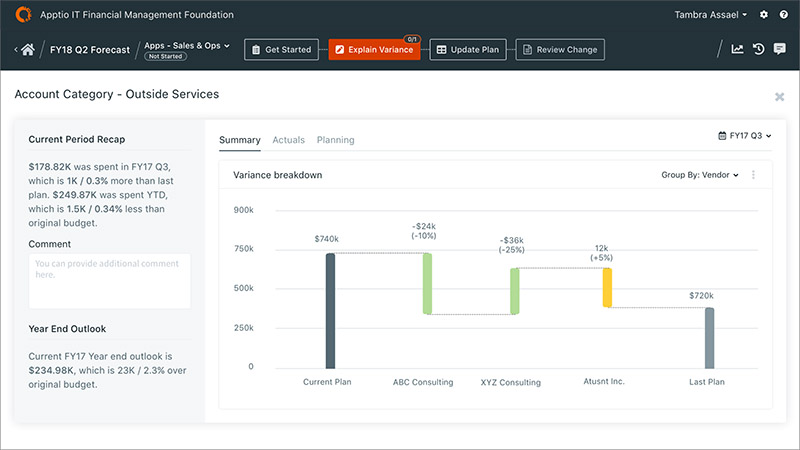 Apptio IT Financial Management Foundation
Tambra Assael
FY18 Q2 Forecast
Apps - Sales & Ops
Not Started
Get Started
Explain Variance
0/1
Update Plan
Review Change
Account Category - Outside Services
Current Period Recap
$178.82K was spent in FY17 Q3,
which is 1K / 0.3% more than last
plan. $249.87K was spent YTD,
which is 1.5K / 0.34% less than
original budget.
Comment
You can provide additional comment
here.
Year End Outlook
Current FY17 Year end outlook is
$234.98K, which is 23K / 2.3% over
original budget.
Summary
Actuals
Planning
FY17 Q3
Variance breakdown
Group By: Vendor
900k
750k
500k
250k
0
$740k
-$24k
(-10%)
-$36k
(-25%)
12k
(+5%)
$720k
Current Plan
ABC Consulting
XYZ Consulting
Atusnt Inc.
Last Plan